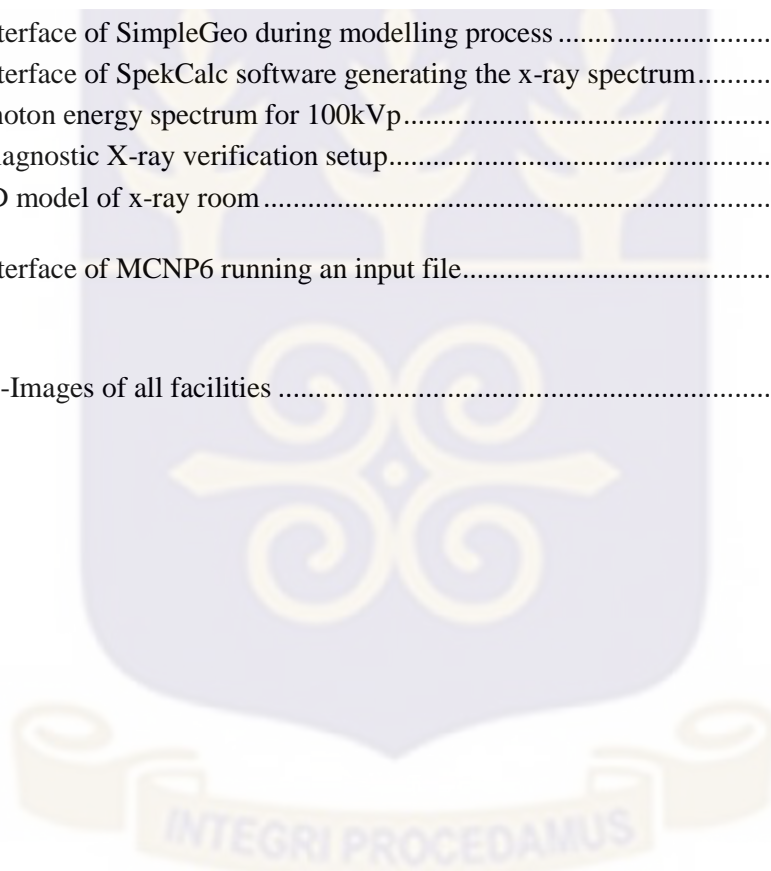 terface of SimpleGeo during modelling process ............................
terface of SpekCalc software generating the x-ray spectrum..........
hoton energy spectrum for 100kVp.................................................
iagnostic X-ray verification setup...................................................
D model of x-ray room ....................................................................
terface of MCNP6 running an input file.........................................
-Images of all facilities ..................................................................
INTEGRI PROCEDAMUS